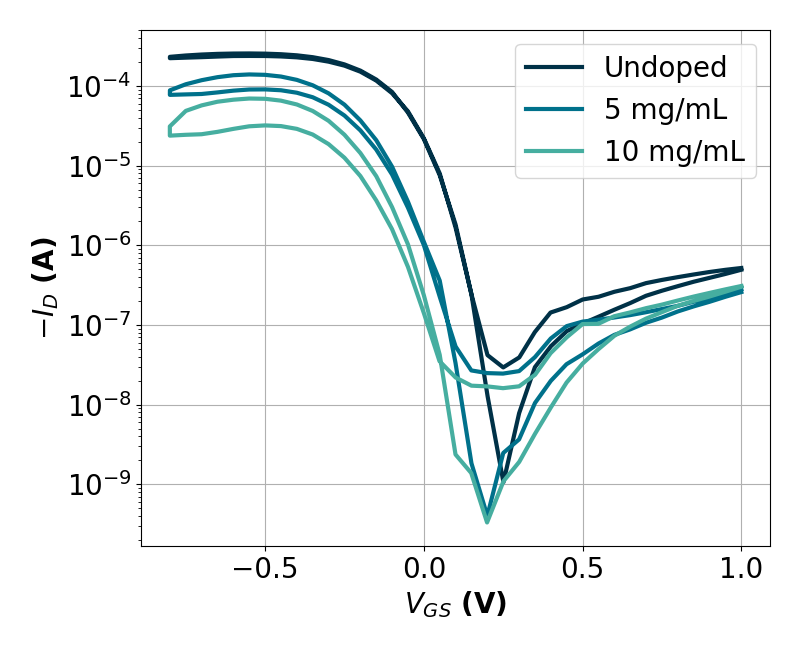 Undoped
5 mg/mL
10 mg/mL
10⁻⁴
10⁻⁵
10⁻⁶
10⁻⁷
10⁻⁸
10⁻⁹
−I_D (A)
−0.5 0.0 0.5 1.0
V_GS (V)